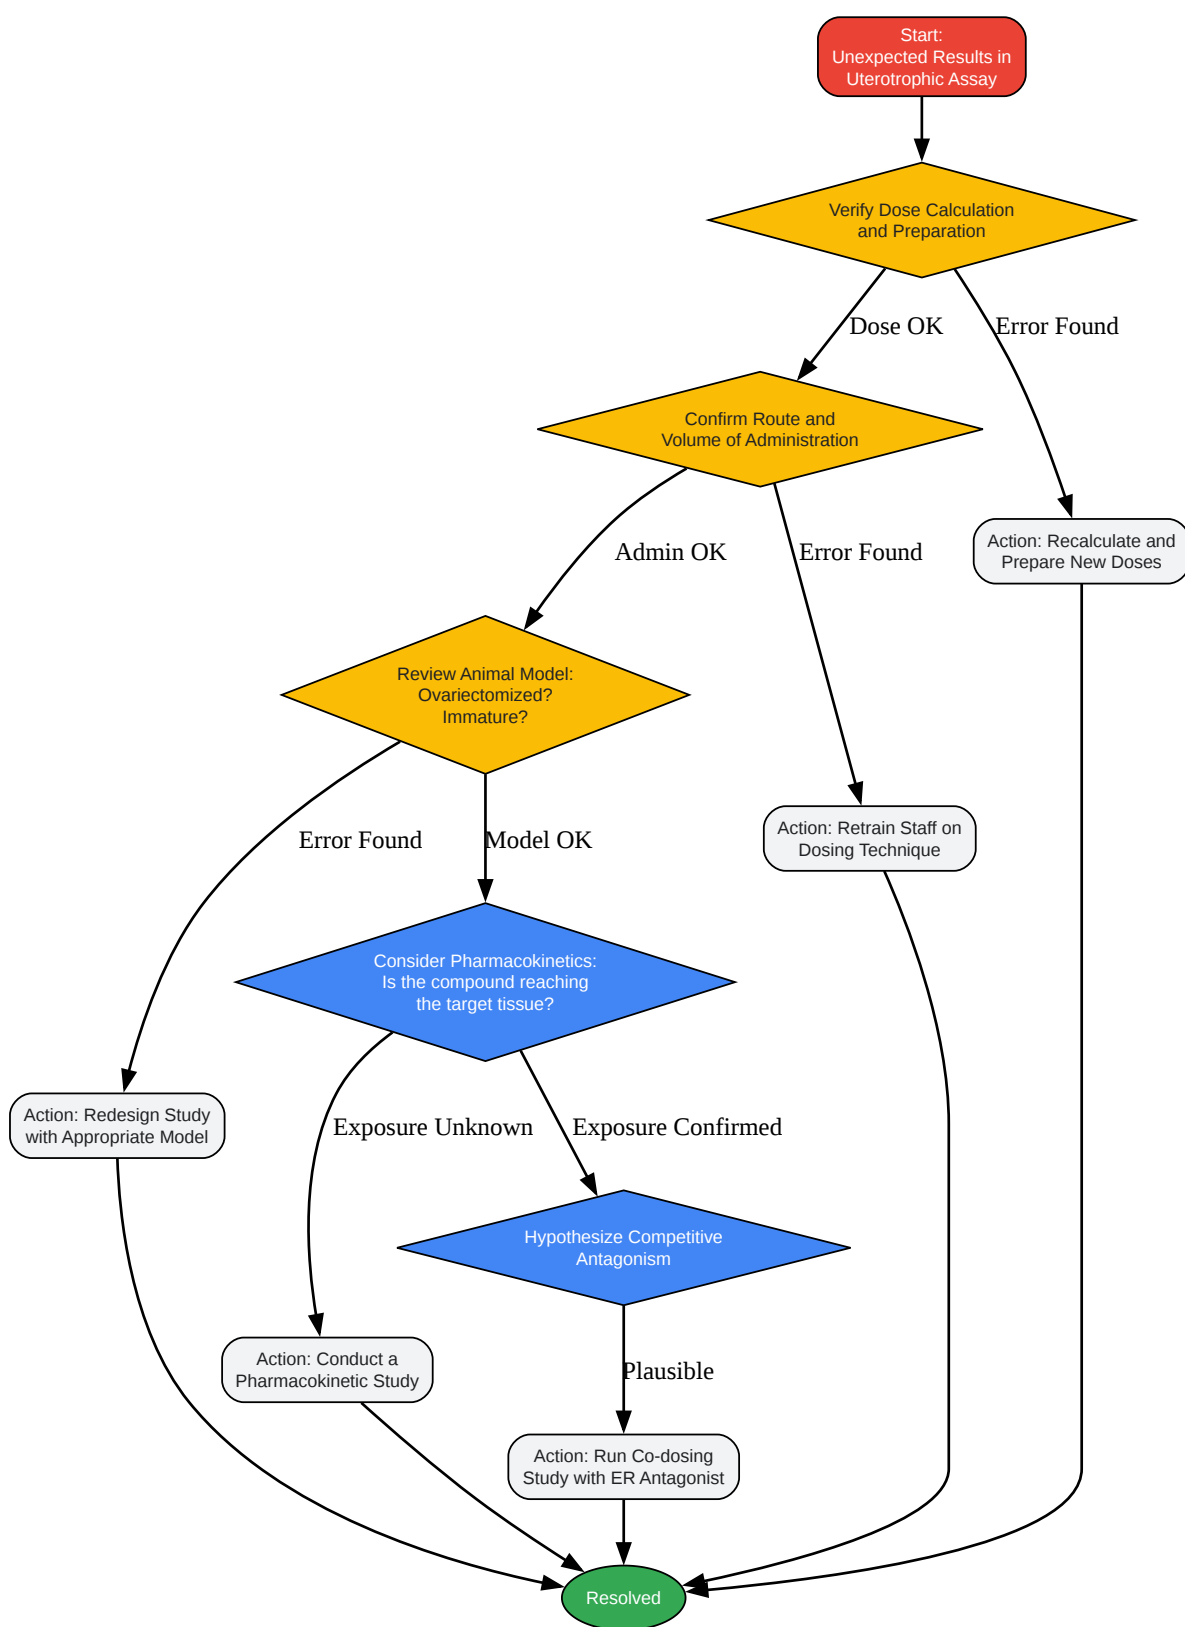 Start:
Unexpected Results in
Uterotrophic Assay
Verify Dose Calculation
and Preparation
Dose OK
Error Found
Confirm Route and
Volume of Administration
Admin OK
Error Found
Action: Recalculate and
Prepare New Doses
Review Animal Model:
Ovariectomized?
Immature?
Error Found
Model OK
Action: Retrain Staff on
Dosing Technique
Consider Pharmacokinetics:
Is the compound reaching
the target tissue?
Action: Redesign Study
with Appropriate Model
Exposure Unknown
Exposure Confirmed
Hypothesize Competitive
Antagonism
Action: Conduct a
Pharmacokinetic Study
Plausible
Action: Run Co-dosing
Study with ER Antagonist
Resolved